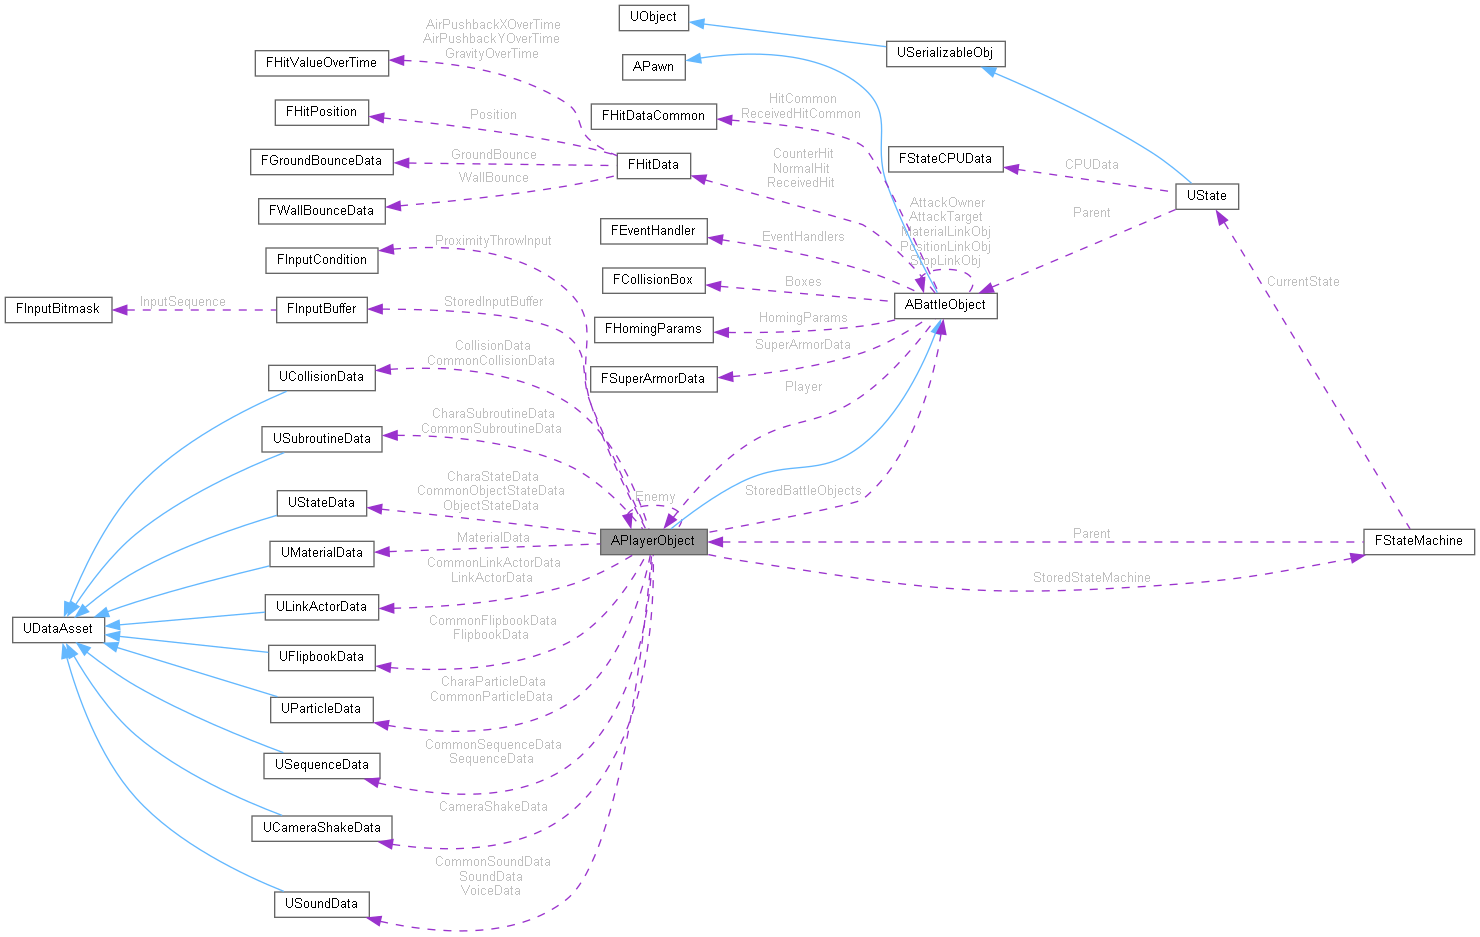 UObject
AirPushbackXOverTime
AirPushbackYOverTime
GravityOverTime
USerializableObj
FHitValueOverTime
APawn
HitCommon
ReceivedHitCommon
FHitPosition
Position
FHitDataCommon
CounterHit
NormalHit
ReceivedHit
FGroundBounceData
GroundBounce
FHitData
FStateCPUData
CPUData
WallBounce
UState
FWallBounceData
AttackOwner
AttackTarget
MaterialLinkObj
PositionLinkObj
StopLinkObj
Parent
FEventHandler
EventHandlers
ProximityThrowInput
FInputCondition
FCollisionBox
Boxes
CurrentState
InputSequence
StoredInputBuffer
FInputBitmask
FInputBuffer
ABattleObject
HomingParams
FHomingParams
CollisionData
CommonCollisionData
SuperArmorData
UCollisionData
FSuperArmorData
Player
CharaSubroutineData
CommonSubroutineData
USubroutineData
CharaStateData
CommonObjectStateData
ObjectStateData
UStateData
Enemy
StoredBattleObjects
MaterialData
APlayerObject
Parent
FStateMachine
UMaterialData
CommonLinkActorData
LinkActorData
StoredStateMachine
ULinkActorData
UDataAsset
CommonFlipbookData
FlipbookData
UFlipbookData
CharaParticleData
CommonParticleData
UParticleData
CommonSequenceData
SequenceData
USequenceData
CameraShakeData
UCameraShakeData
CommonSoundData
SoundData
VoiceData
USoundData